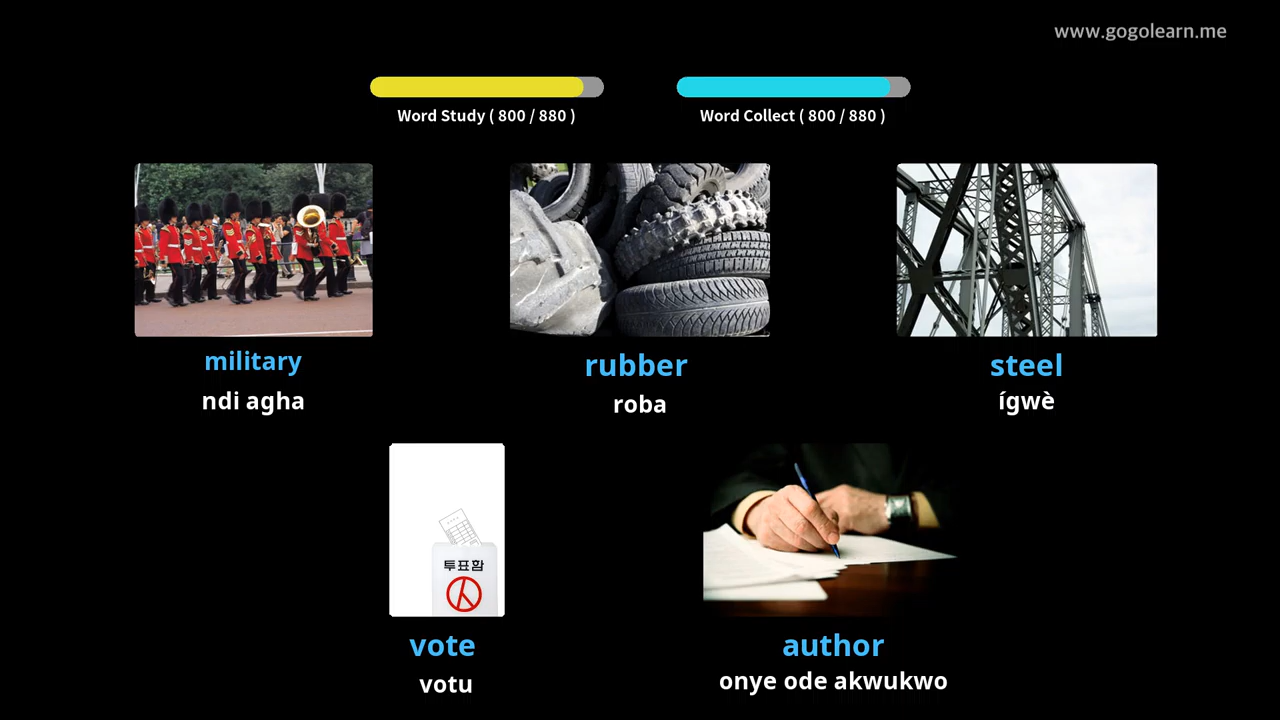 www.gogolearn.me
Word Study ( 800 / 880 )
Word Collect ( 800 / 880 )
military
ndi agha
rubber
roba
steel
ígwè
투표함
vote
votu
author
onye ode akwukwo